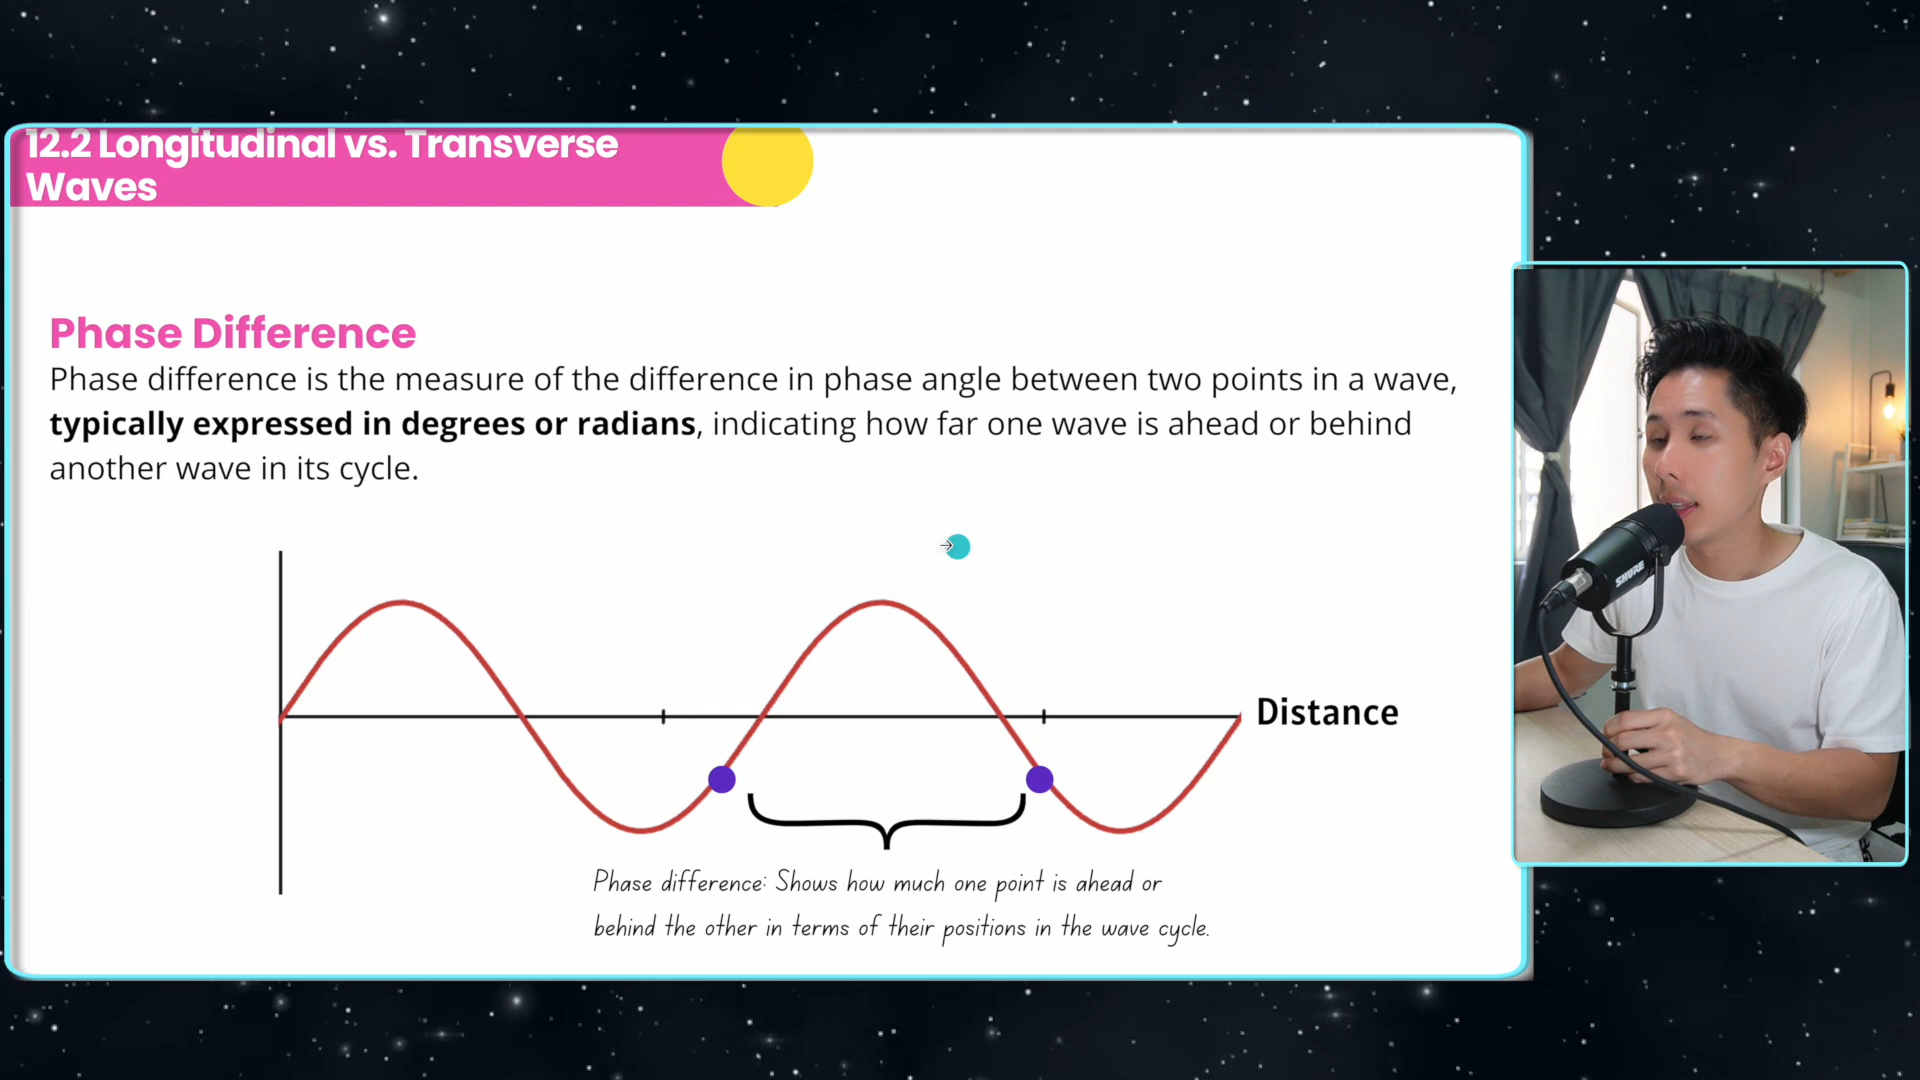 12.2 Longitudinal vs. Transverse
Waves
Phase Difference
Phase difference is the measure of the difference in phase angle between two points in a wave,
typically expressed in degrees or radians, indicating how far one wave is ahead or behind
another wave in its cycle.
Distance
Phase difference: Shows how much one point is ahead or
behind the other in terms of their positions in the wave cycle.
SHURE